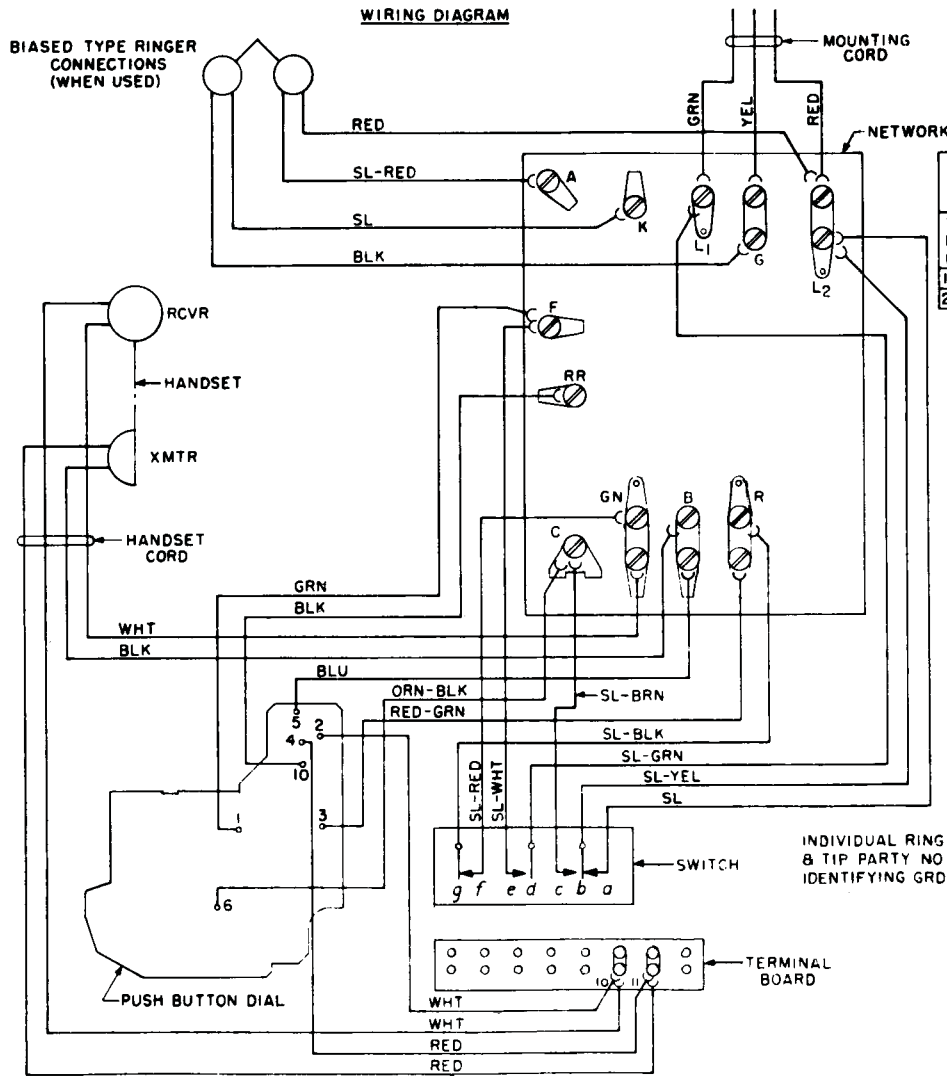 WIRING DIAGRAM
BIASED TYPE RINGER
CONNECTIONS
(WHEN USED)
MOUNTING
CORD
GRN
YEL
RED
NETWORK
RED
SL-RED
SL
BLK
A
K
L1
G
L2
RCVR
HANDSET
XMTR
HANDSET
CORD
F
RR
GN
B
R
C
GRN
BLK
WHT
BLK
BLU
ORN-BLK
RED-GRN
SL-BRN
SL-BLK
SL-GRN
SL-YEL
SL
SL-RED
SL-WHT
5
2
4
10
1
3
6
g f e d c b a
SWITCH
INDIVIDUAL RING
& TIP PARTY NO
IDENTIFYING GRD
10 11
TERMINAL
BOARD
PUSH BUTTON DIAL
WHT
WHT
RED
RED